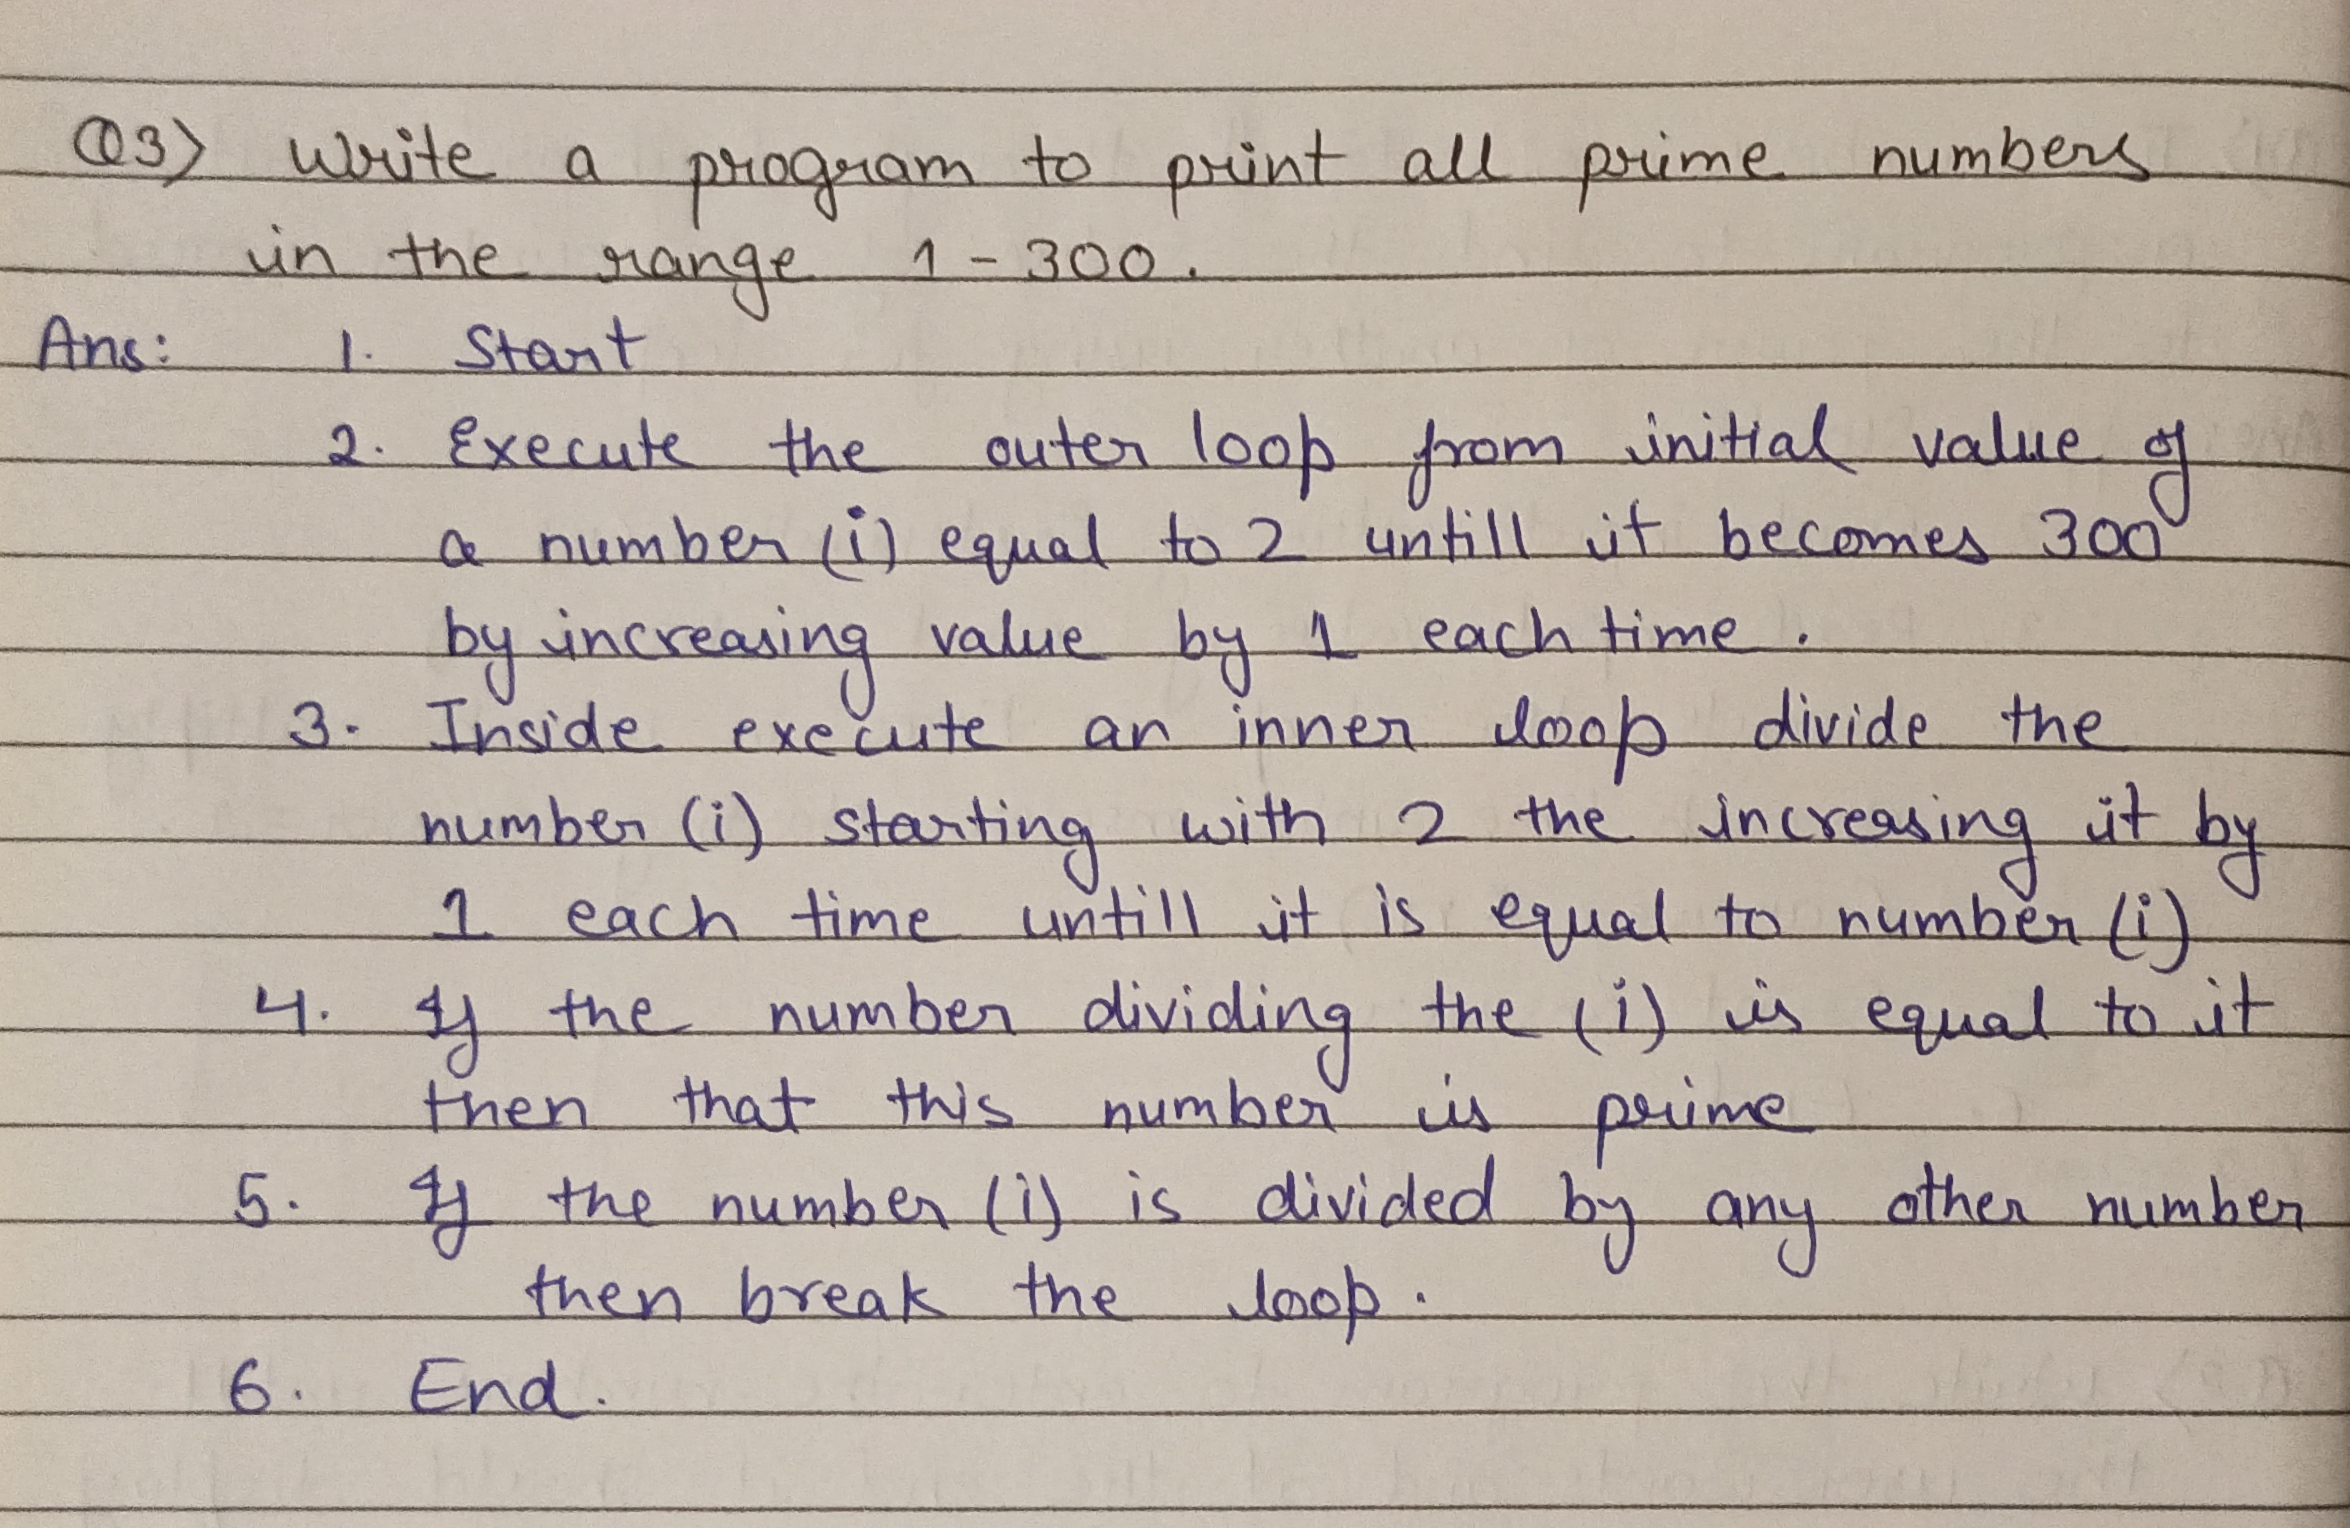 Q3) Write a program to print all prime numbers
in the range 1 - 300.
Ans: 1. Start
2. Execute the outer loop from initial value of
a number (i) equal to 2 untill it becomes 300
by increasing value by 1 each time.
3. Inside execute an inner loop divide the
number (i) starting with 2 the increasing it by
1 each time untill it is equal to number (i)
4. If the number dividing the (i) is equal to it
then that this number is prime
5. If the number (i) is divided by any other number
then break the loop.
6. End.